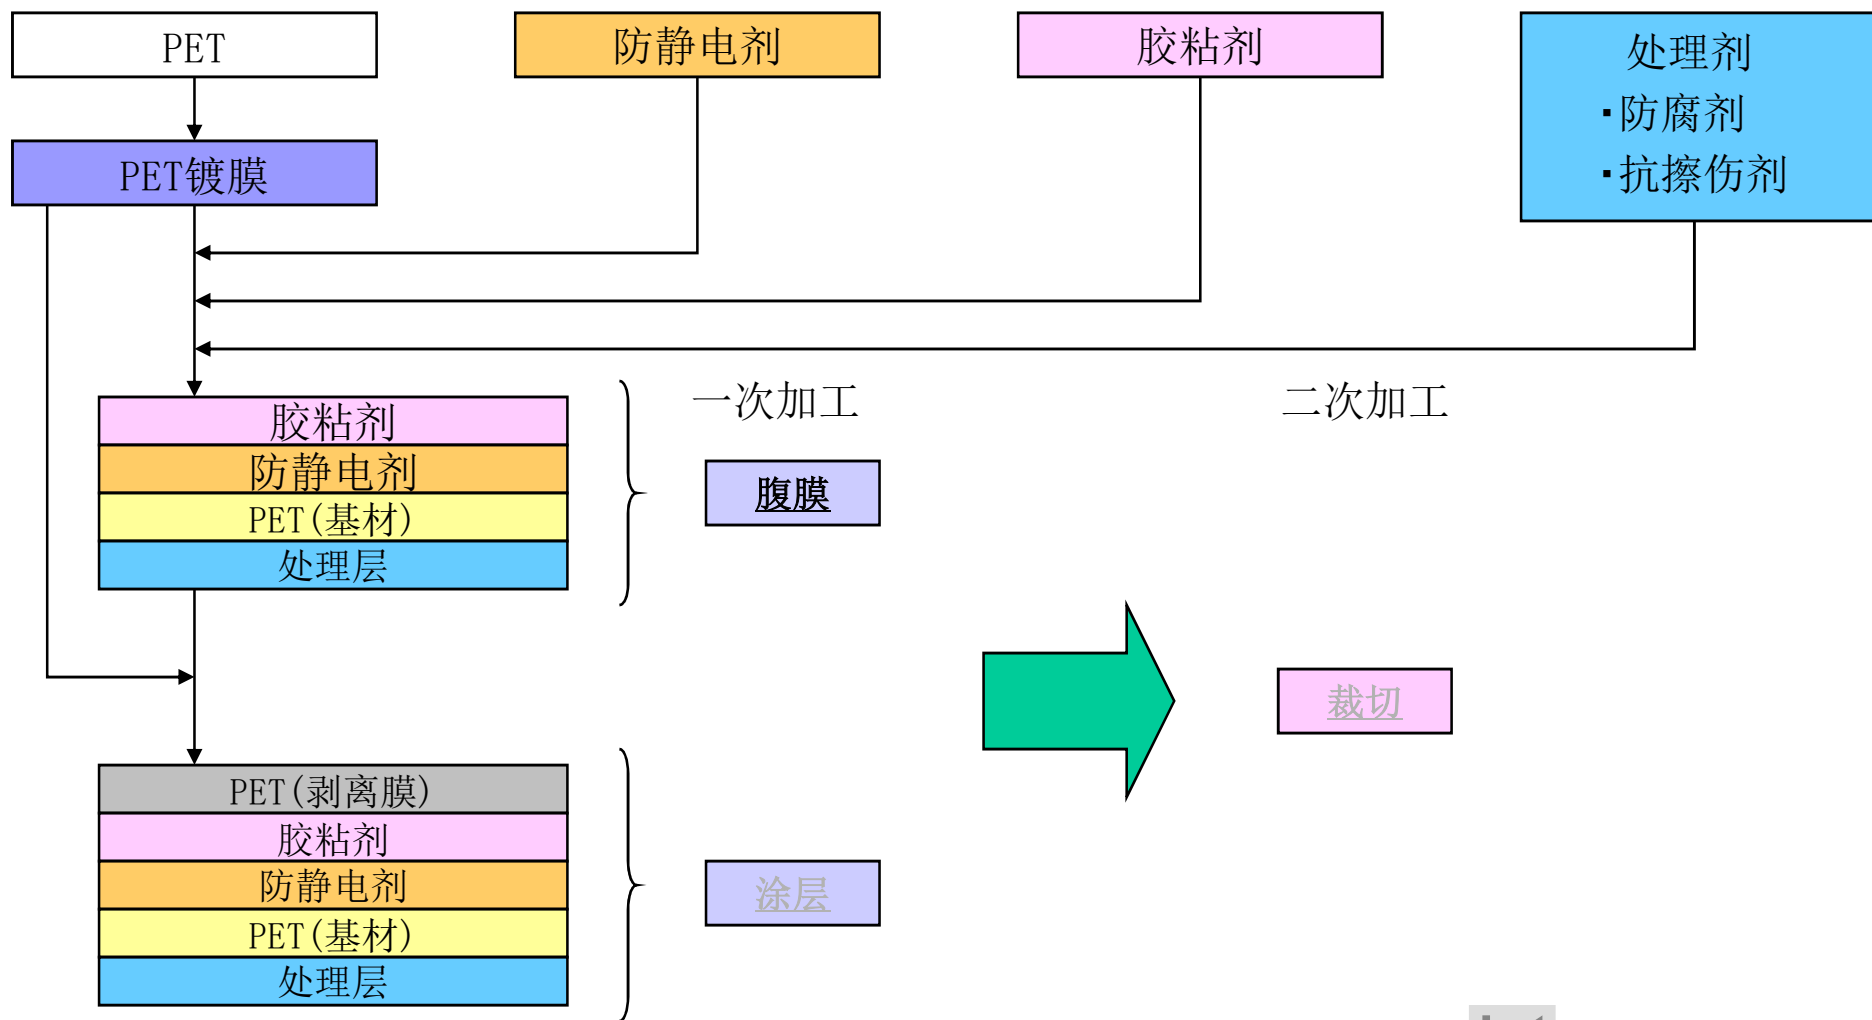 PET
防静电剂
胶粘剂
处理剂
·防腐剂
·抗擦伤剂
PET镀膜
一次加工
二次加工
胶粘剂
防静电剂
PET(基材)
处理层
腹膜
裁切
PET(剥离膜)
胶粘剂
防静电剂
PET(基材)
处理层
涂层